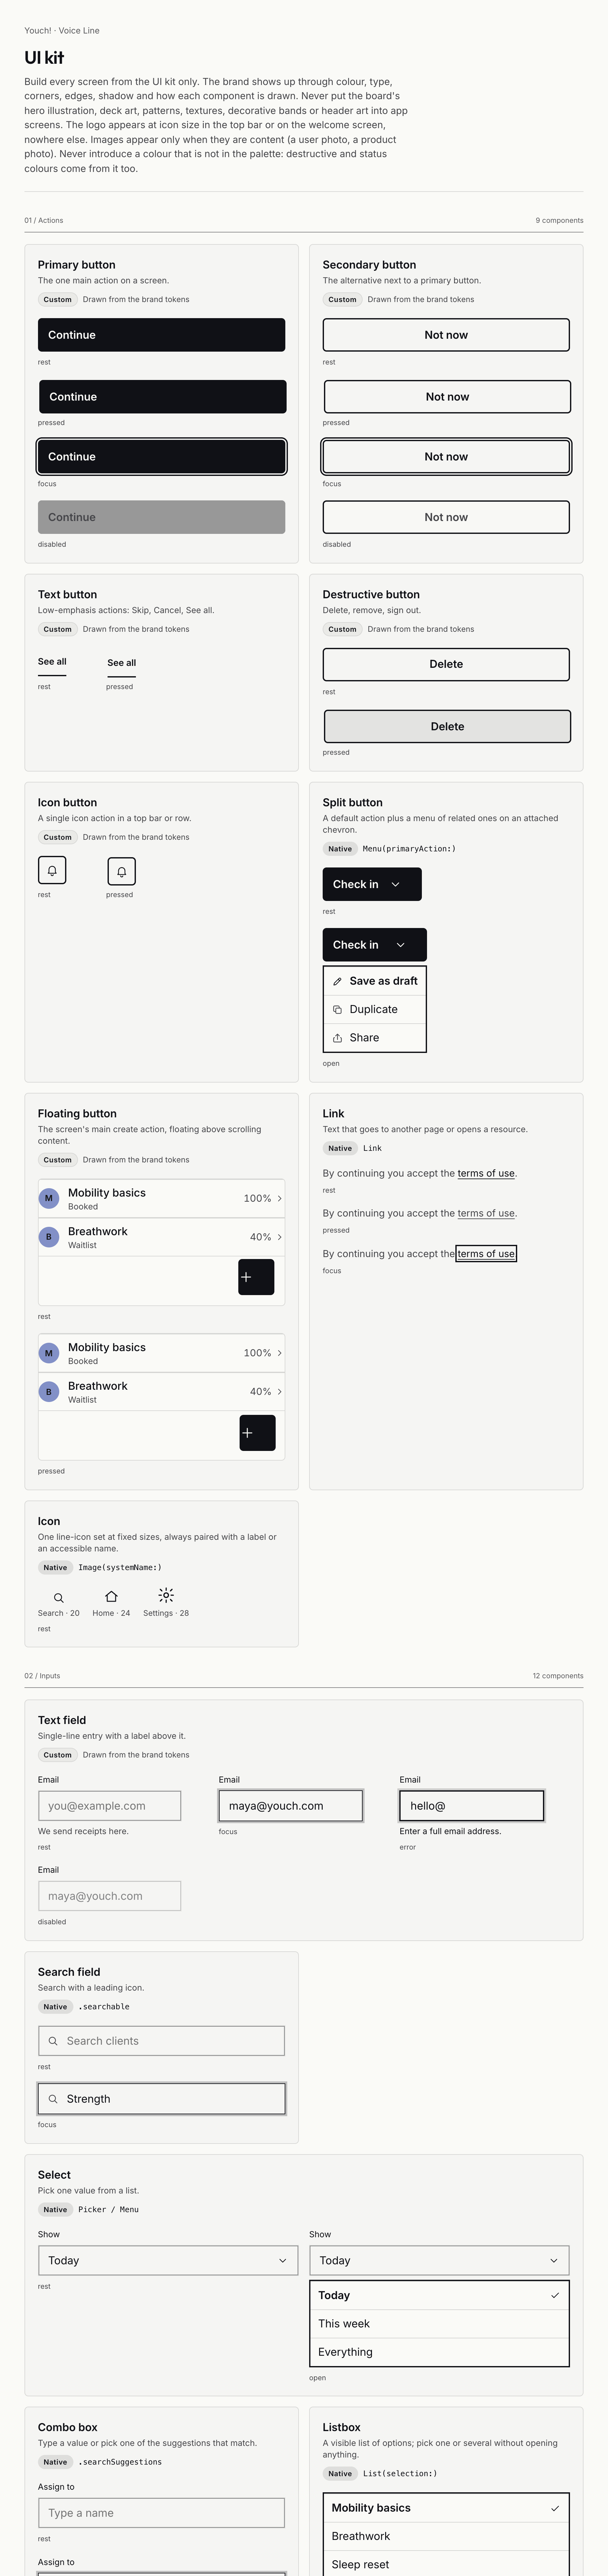 Youch! · Voice Line
UI kit
Build every screen from the UI kit only. The brand shows up through colour, type,
corners, edges, shadow and how each component is drawn. Never put the board's
hero illustration, deck art, patterns, textures, decorative bands or header art into app
screens. The logo appears at icon size in the top bar or on the welcome screen,
nowhere else. Images appear only when they are content (a user photo, a product
photo). Never introduce a colour that is not in the palette: destructive and status
colours come from it too.
01 / Actions
9 components
Primary button
The one main action on a screen.
Custom Drawn from the brand tokens
Continue
rest
Continue
pressed
Continue
focus
Continue
disabled
Secondary button
The alternative next to a primary button.
Custom Drawn from the brand tokens
Not now
rest
Not now
pressed
Not now
focus
Not now
disabled
Text button
Low-emphasis actions: Skip, Cancel, See all.
Custom Drawn from the brand tokens
See all
rest
See all
pressed
Destructive button
Delete, remove, sign out.
Custom Drawn from the brand tokens
Delete
rest
Delete
pressed
Icon button
A single icon action in a top bar or row.
Custom Drawn from the brand tokens
rest
pressed
Split button
A default action plus a menu of related ones on an attached
chevron.
Native Menu(primaryAction:)
Check in
rest
Check in
Save as draft
Duplicate
Share
open
Floating button
The screen's main create action, floating above scrolling
content.
Custom Drawn from the brand tokens
M Mobility basics 100%
Booked
B Breathwork 40%
Waitlist
rest
M Mobility basics 100%
Booked
B Breathwork 40%
Waitlist
pressed
Link
Text that goes to another page or opens a resource.
Native Link
By continuing you accept the terms of use.
rest
By continuing you accept the terms of use.
pressed
By continuing you accept the terms of use.
focus
Icon
One line-icon set at fixed sizes, always paired with a label or
an accessible name.
Native Image(systemName:)
Search · 20
Home · 24
Settings · 28
rest
02 / Inputs
12 components
Text field
Single-line entry with a label above it.
Custom Drawn from the brand tokens
Email
you@example.com
We send receipts here.
rest
Email
maya@youch.com
focus
Email
hello@
Enter a full email address.
error
Email
maya@youch.com
disabled
Search field
Search with a leading icon.
Native .searchable
Search clients
rest
Strength
focus
Select
Pick one value from a list.
Native Picker / Menu
Show
Today
rest
Show
Today
Today
This week
Everything
open
Combo box
Type a value or pick one of the suggestions that match.
Native .searchSuggestions
Assign to
Type a name
rest
Assign to
Listbox
A visible list of options; pick one or several without opening
anything.
Native List(selection:)
Mobility basics
Breathwork
Sleep reset